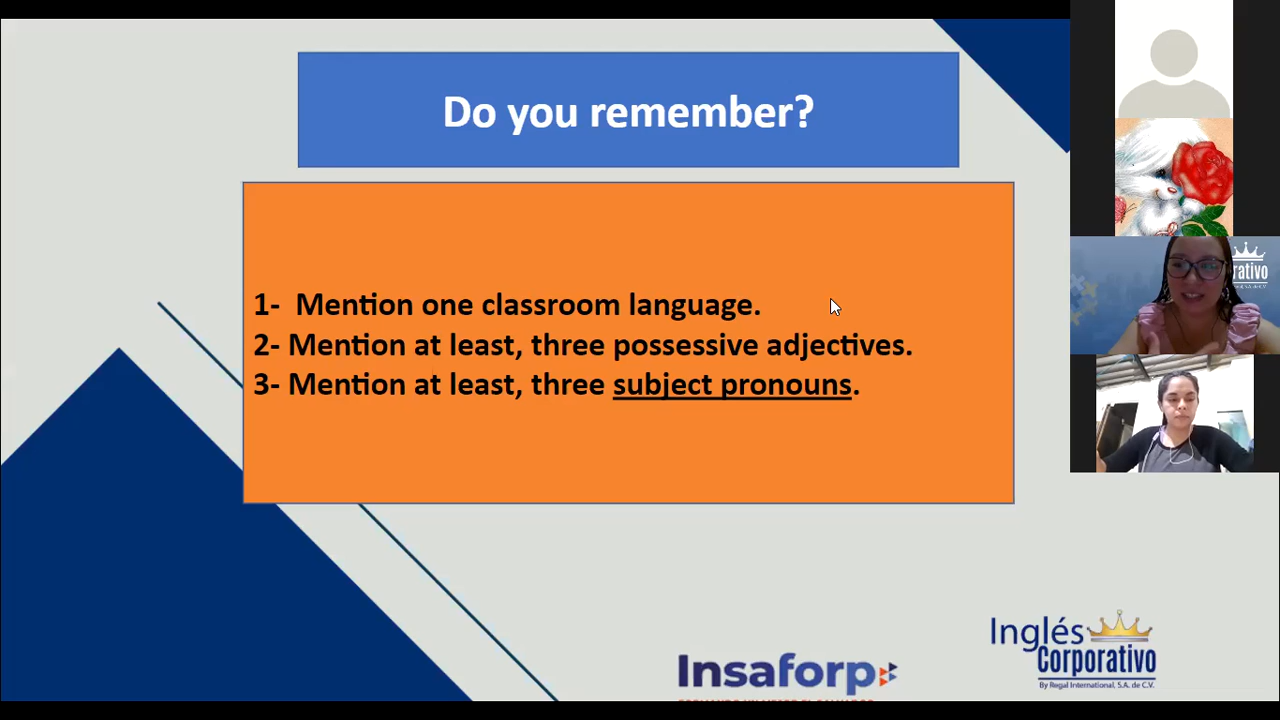 Do you remember?
1- Mention one classroom language.
2- Mention at least, three possessive adjectives.
3- Mention at least, three subject pronouns.
rativo
Insaforp
Inglés
Corporativo
By Regal International, S.A. de C.V.